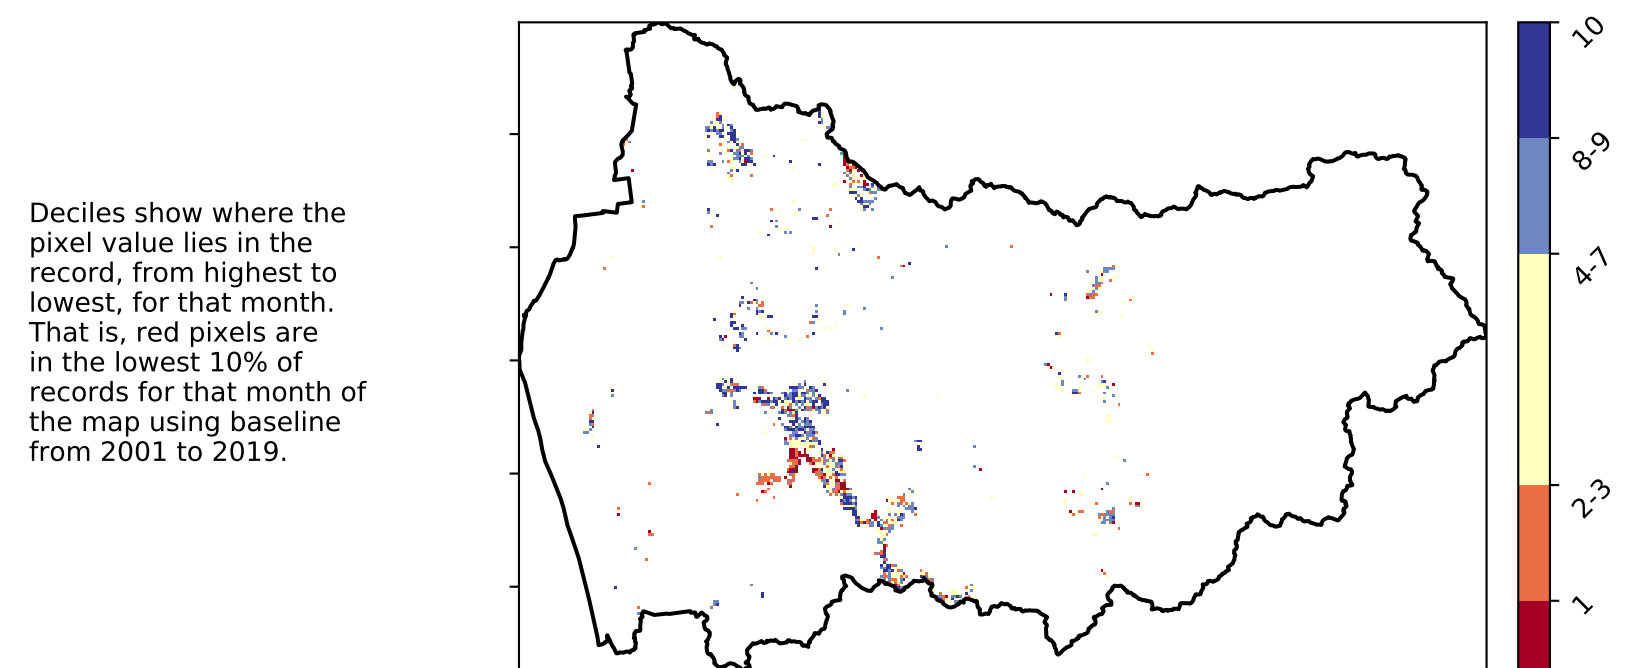 Deciles show where the
pixel value lies in the
record, from highest to
lowest, for that month.
That is, red pixels are
in the lowest 10% of
records for that month of
the map using baseline
from 2001 to 2019.
10
8-9
4-7
2-3
1